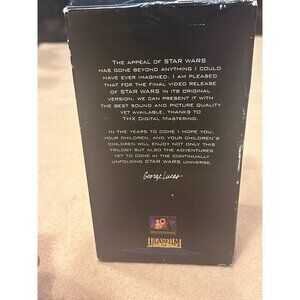 THE APPEAL OF STAR WARS
HAS GONE BEYOND ANYTHING I COULD
HAVE EVER IMAGINED. I AM PLEASED
THAT FOR THE FINAL VIDEO RELEASE
OF STAR WARS IN ITS ORIGINAL
VERSION, WE CAN PRESENT IT WITH
THE BEST SOUND AND PICTURE QUALITY
YET AVAILABLE, THANKS TO
THX DIGITAL MASTERING.
IN THE YEARS TO COME I HOPE YOU,
YOUR CHILDREN, AND YOUR CHILDREN'S
CHILDREN WILL ENJOY NOT ONLY THIS
TRILOGY BUT ALSO THE ADVENTURES
YET TO COME IN THE CONTINUALLY
UNFOLDING STAR WARS UNIVERSE.
George Lucas
20
LUCASFILM